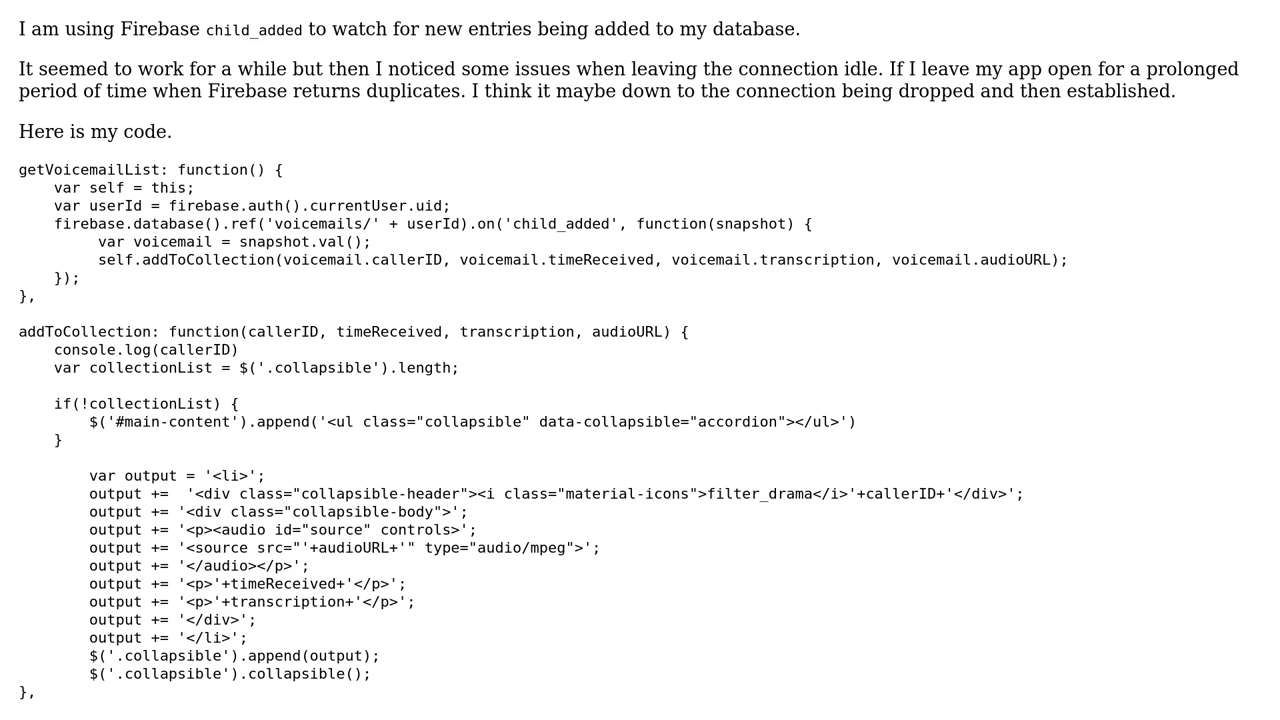 I am using Firebase child_added to watch for new entries being added to my database.
It seemed to work for a while but then I noticed some issues when leaving the connection idle. If I leave my app open for a prolonged
period of time when Firebase returns duplicates. I think it maybe down to the connection being dropped and then established.
Here is my code.
getVoicemailList: function() {
    var self = this;
    var userId = firebase.auth().currentUser.uid;
    firebase.database().ref('voicemails/' + userId).on('child_added', function(snapshot) {
         var voicemail = snapshot.val();
         self.addToCollection(voicemail.callerID, voicemail.timeReceived, voicemail.transcription, voicemail.audioURL);
    });
},
addToCollection: function(callerID, timeReceived, transcription, audioURL) {
    console.log(callerID)
    var collectionList = $('.collapsible').length;
    if(!collectionList) {
        $('#main-content').append('<ul class="collapsible" data-collapsible="accordion"></ul>')
    }
        var output = '<li>';
        output +=  '<div class="collapsible-header"><i class="material-icons">filter_drama</i>'+callerID+'</div>';
        output += '<div class="collapsible-body">';
        output += '<p><audio id="source" controls>';
        output += '<source src="'+audioURL+'" type="audio/mpeg">';
        output += '</audio></p>';
        output += '<p>'+timeReceived+'</p>';
        output += '<p>'+transcription+'</p>';
        output += '</div>';
        output += '</li>';
        $('.collapsible').append(output);
        $('.collapsible').collapsible();
},